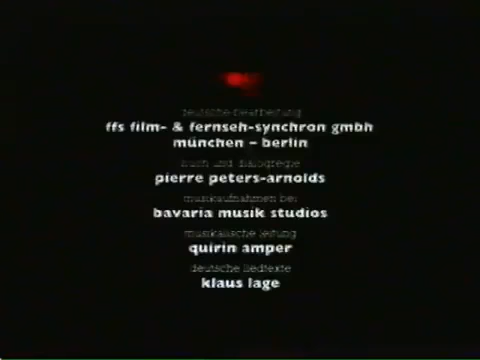 deutsche bearbeitung
ffs film- & fernseh-synchron gmbh
münchen – berlin
buch und dialogregie
pierre peters-arnolds
musikaufnahmen bei
bavaria musik studios
musikalische leitung
quirin amper
deutsche liedtexte
klaus lage